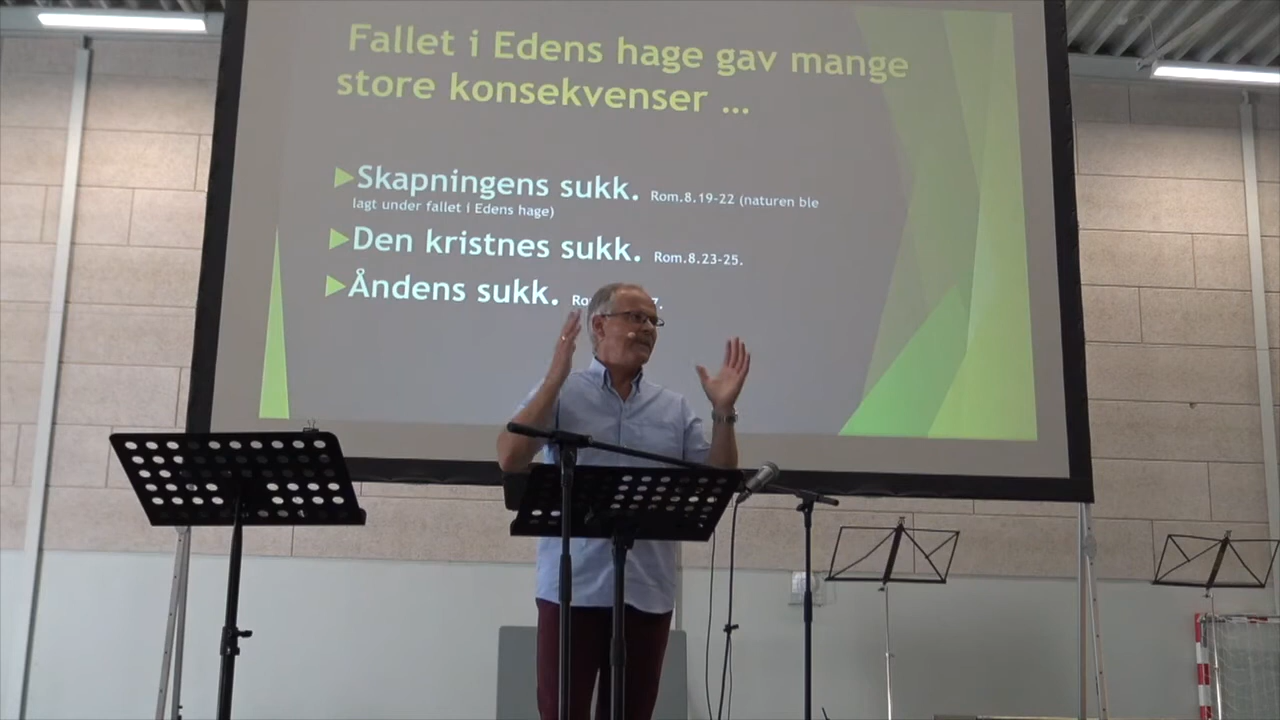 Fallet i Edens hage gav mange
store konsekvenser ...
▶Skapningens sukk. Rom.8.19-22 (naturen ble
lagt under fallet i Edens hage)
▶Den kristnes sukk. Rom.8.23-25.
▶Åndens sukk.